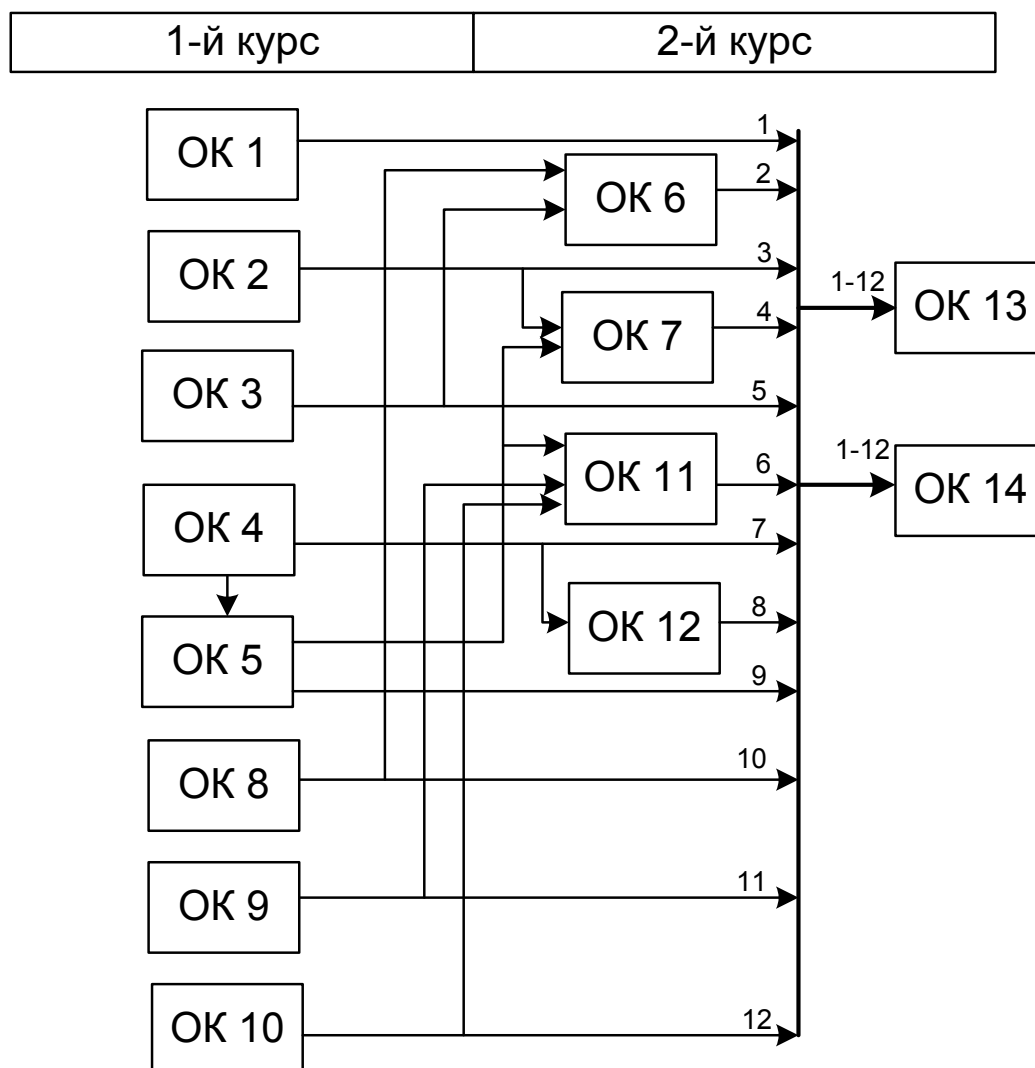 1-й курс
2-й курс
ОК 1
1
ОК 6
2
ОК 2
3
1-12
ОК 13
ОК 7
4
ОК 3
5
ОК 11
6
1-12
ОК 14
ОК 4
7
ОК 12
8
ОК 5
9
ОК 8
10
ОК 9
11
ОК 10
12